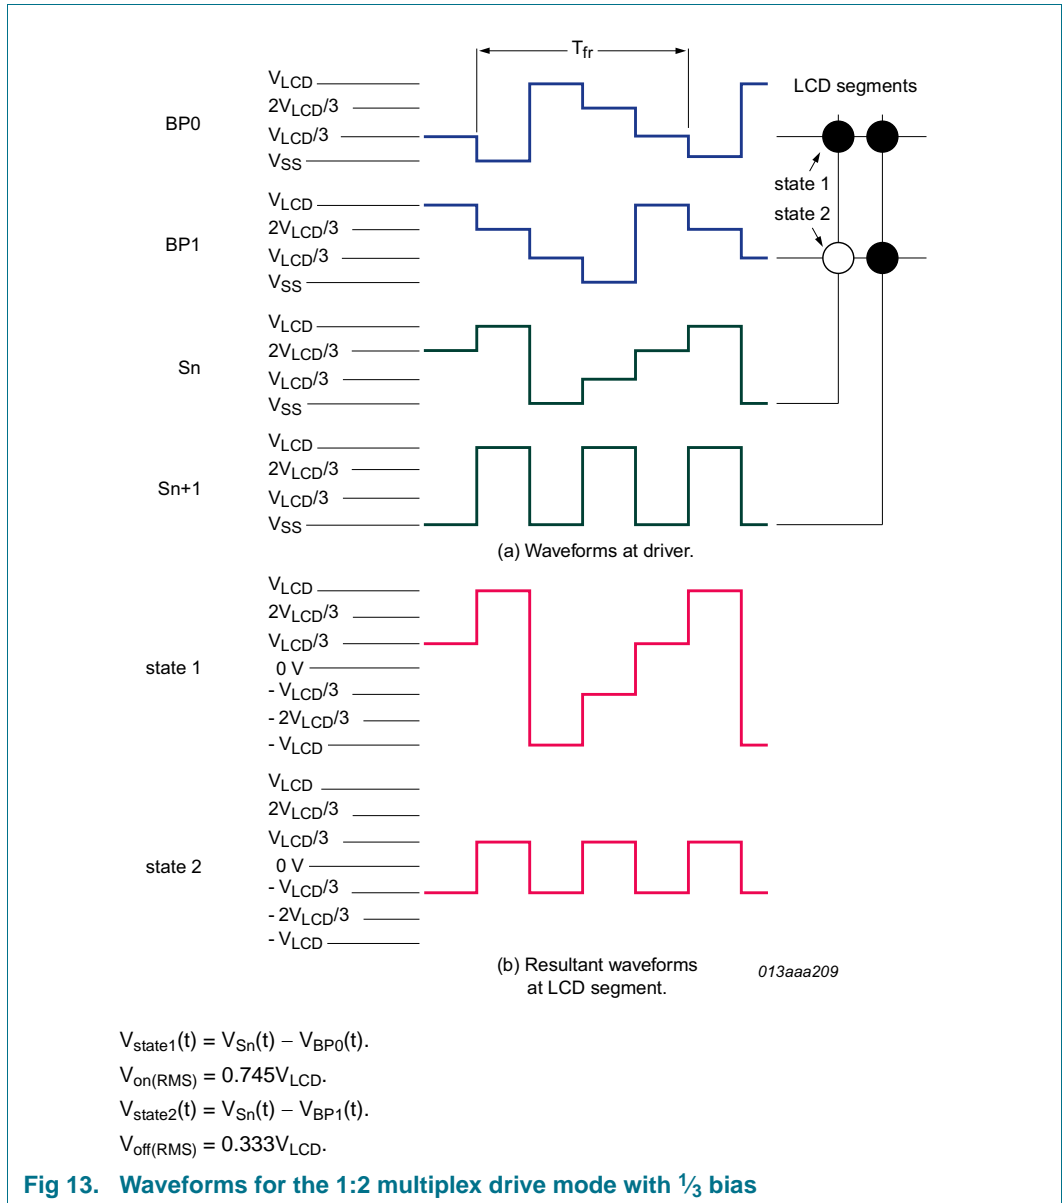 T_fr
BP0
V_LCD
2V_LCD/3
V_LCD/3
V_SS
LCD segments
state 1
state 2
BP1
V_LCD
2V_LCD/3
V_LCD/3
V_SS
Sn
V_LCD
2V_LCD/3
V_LCD/3
V_SS
Sn+1
V_LCD
2V_LCD/3
V_LCD/3
V_SS
(a) Waveforms at driver.
state 1
V_LCD
2V_LCD/3
V_LCD/3
0 V
- V_LCD/3
- 2V_LCD/3
- V_LCD
state 2
V_LCD
2V_LCD/3
V_LCD/3
0 V
- V_LCD/3
- 2V_LCD/3
- V_LCD
(b) Resultant waveforms
at LCD segment.
013aaa209
V_state1(t) = V_Sn(t) − V_BP0(t).
V_on(RMS) = 0.745V_LCD.
V_state2(t) = V_Sn(t) − V_BP1(t).
V_off(RMS) = 0.333V_LCD.
Fig 13. Waveforms for the 1:2 multiplex drive mode with 1⁄3 bias